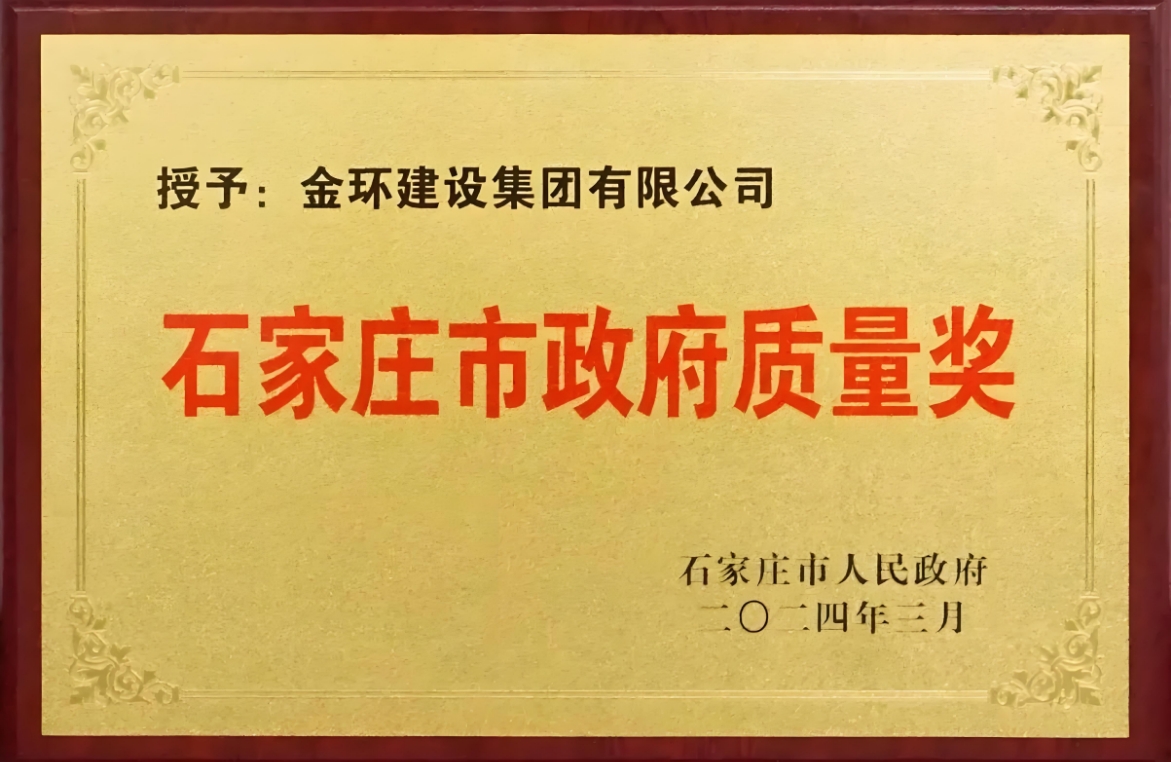 授予：金环建设集团有限公司
石家庄市政府质量奖
石家庄市人民政府
二〇二四年三月